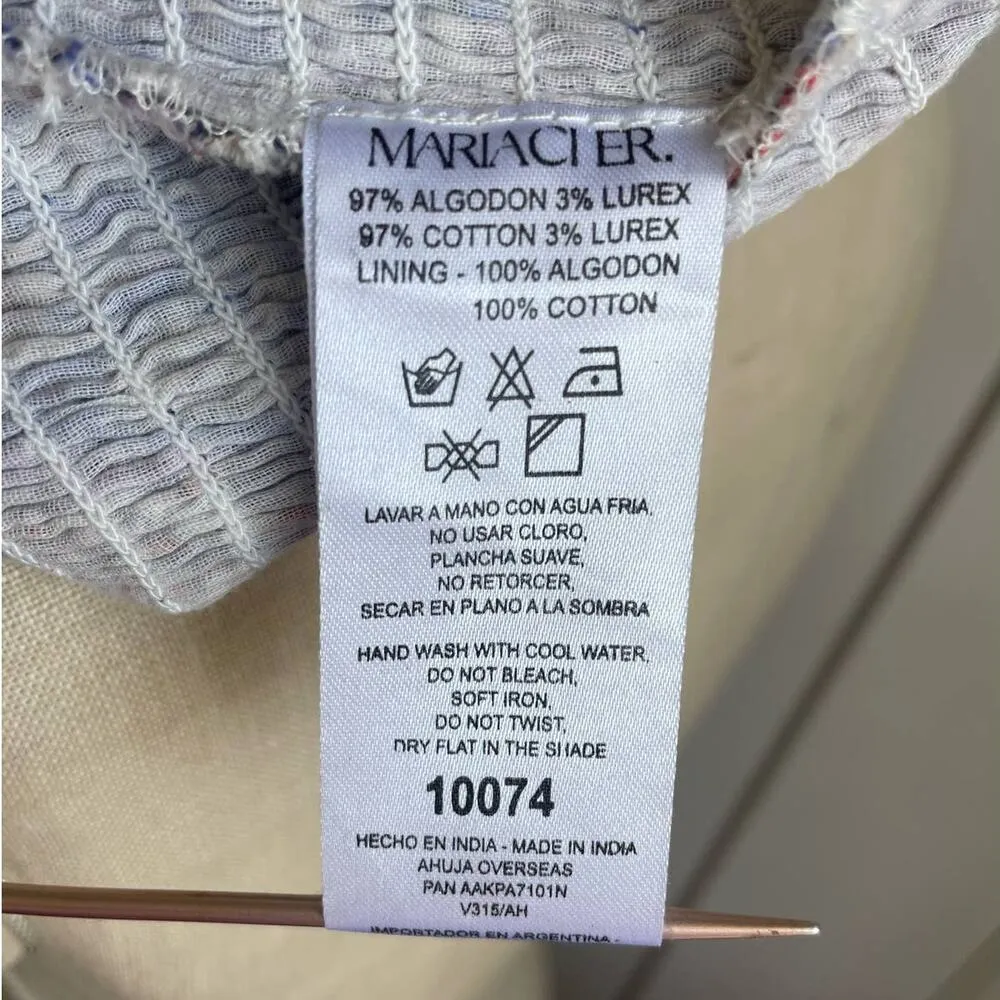 MARIACHER.
97% ALGODON 3% LUREX
97% COTTON 3% LUREX
LINING - 100% ALGODON
100% COTTON
LAVAR A MANO CON AGUA FRIA,
NO USAR CLORO,
PLANCHA SUAVE,
NO RETORCER,
SECAR EN PLANO A LA SOMBRA
HAND WASH WITH COOL WATER,
DO NOT BLEACH,
SOFT IRON,
DO NOT TWIST,
DRY FLAT IN THE SHADE
10074
HECHO EN INDIA - MADE IN INDIA
AHUJA OVERSEAS
PAN AAKPA7101N
V315/AH
IMPORTADOR EN ARGENTINA -